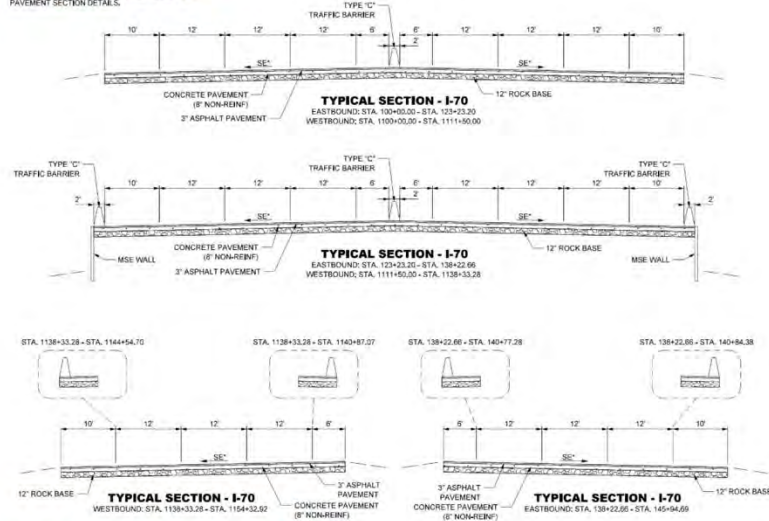 PAVEMENT SECTION DETAILS.
TYPE "C"
TRAFFIC BARRIER
2'
10' 12' 12' 12' 6' 6' 12' 12' 12' 10'
SE* SE*
CONCRETE PAVEMENT
(8" NON-REINF)
3" ASPHALT PAVEMENT
12" ROCK BASE
TYPICAL SECTION - I-70
EASTBOUND: STA. 100+00.00 - STA. 123+23.20
WESTBOUND: STA. 1100+00.00 - STA. 1111+50.00
TYPE "C"
TRAFFIC BARRIER
TYPE "C"
TRAFFIC BARRIER
TYPE "C"
TRAFFIC BARRIER
2' 2' 2'
10' 12' 12' 12' 6' 6' 12' 12' 12' 10'
SE* SE*
MSE WALL
CONCRETE PAVEMENT
(8" NON-REINF)
3" ASPHALT PAVEMENT
12" ROCK BASE
MSE WALL
TYPICAL SECTION - I-70
EASTBOUND: STA. 123+23.20 - STA. 138+22.66
WESTBOUND: STA. 1111+50.00 - STA. 1138+33.28
STA. 1138+33.28 - STA. 1144+54.70
STA. 1138+33.28 - STA. 1140+87.07
10' 12' 12' 12' 6'
SE*
12" ROCK BASE
3" ASPHALT
PAVEMENT
CONCRETE PAVEMENT
(8" NON-REINF)
TYPICAL SECTION - I-70
WESTBOUND: STA. 1138+33.28 - STA. 1154+32.92
STA. 138+22.66 - STA. 140+77.28
STA. 138+22.66 - STA. 140+84.38
6' 12' 12' 12' 10'
SE*
3" ASPHALT
PAVEMENT
CONCRETE PAVEMENT
(8" NON-REINF)
12" ROCK BASE
TYPICAL SECTION - I-70
EASTBOUND: STA. 138+22.66 - STA. 145+94.69